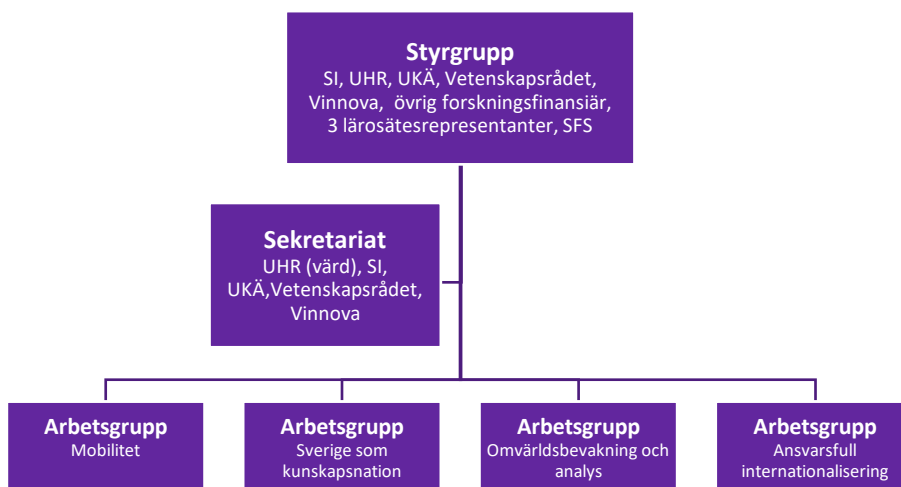 Styrgrupp
SI, UHR, UKÄ, Vetenskapsrådet,
Vinnova, övrig forskningsfinansiär,
3 lärosätesrepresentanter, SFS
Sekretariat
UHR (värd), SI,
UKÄ,Vetenskapsrådet,
Vinnova
Arbetsgrupp
Mobilitet
Arbetsgrupp
Sverige som
kunskapsnation
Arbetsgrupp
Omvärldsbevakning och
analys
Arbetsgrupp
Ansvarsfull
internationalisering